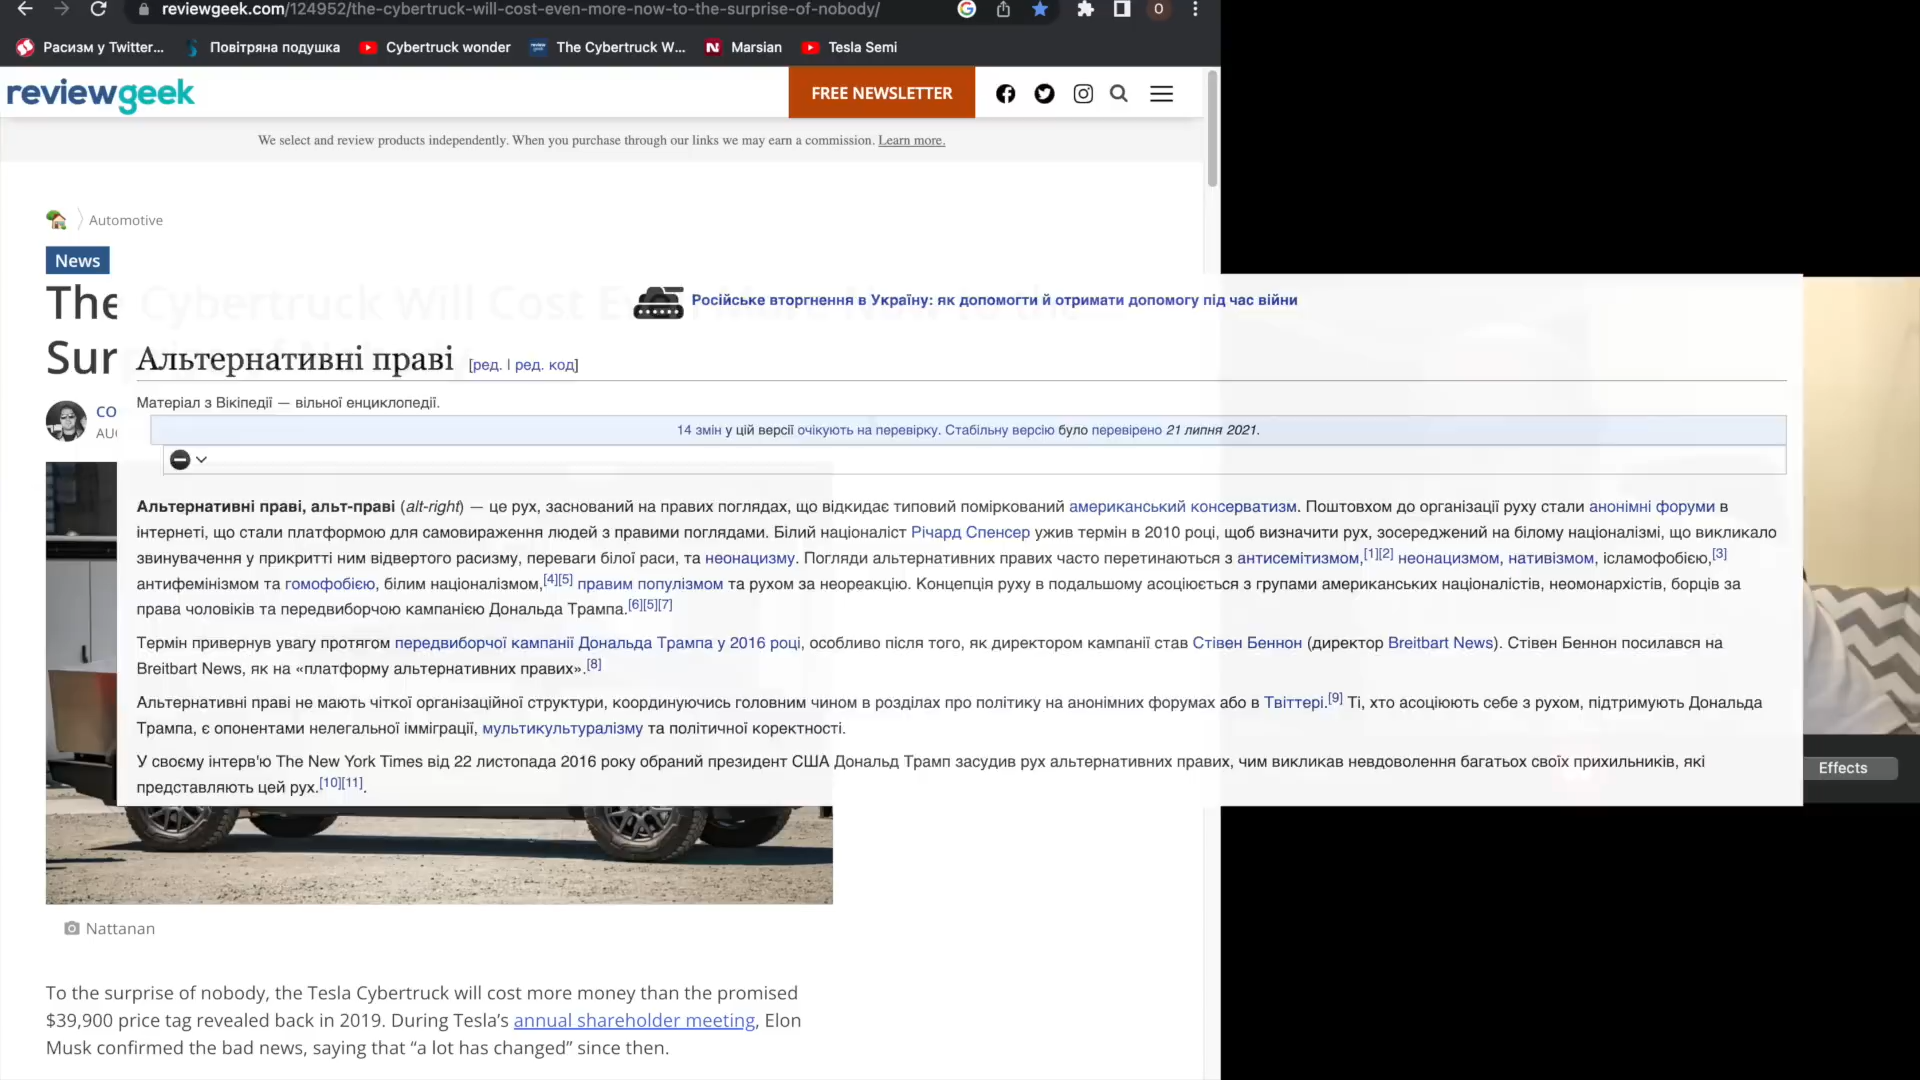 reviewgeek.com/124952/the-cybertruck-will-cost-even-more-now-to-the-surprise-of-nobody/
O
Расизм у Twitter...
Повітряна подушка
Cybertruck wonder
The Cybertruck W...
Marsian
Tesla Semi
reviewgeek
FREE NEWSLETTER
We select and review products independently. When you purchase through our links we may earn a commission. Learn more.
Automotive
News
The Cybertruck Will Cost Even More Now to the
Surprise of Nobody
CO
AU
Російське вторгнення в Україну: як допомогти й отримати допомогу під час війни
Альтернативні праві [ред. | ред. код]
Матеріал з Вікіпедії — вільної енциклопедії.
14 змін у цій версії очікують на перевірку. Стабільну версію було перевірено 21 липня 2021.
Альтернативні праві, альт-праві (alt-right) — це рух, заснований на правих поглядах, що відкидає типовий поміркований американський консерватизм. Поштовхом до організації руху стали анонімні форуми в
інтернеті, що стали платформою для самовираження людей з правими поглядами. Білий націоналіст Річард Спенсер ужив термін в 2010 році, щоб визначити рух, зосереджений на білому націоналізмі, що викликало
звинувачення у прикритті ним відвертого расизму, переваги білої раси, та неонацизму. Погляди альтернативних правих часто перетинаються з антисемітизмом,[1][2] неонацизмом, нативізмом, ісламофобією,[3]
антифемінізмом та гомофобією, білим націоналізмом,[4][5] правим популізмом та рухом за неореакцію. Концепція руху в подальшому асоціюється з групами американських націоналістів, неомонархістів, борців за
права чоловіків та передвиборчою кампанією Дональда Трампа.[6][5][7]
Термін привернув увагу протягом передвиборчої кампанії Дональда Трампа у 2016 році, особливо після того, як директором кампанії став Стівен Беннон (директор Breitbart News). Стівен Беннон посилався на
Breitbart News, як на «платформу альтернативних правих».[8]
Альтернативні праві не мають чіткої організаційної структури, координуючись головним чином в розділах про політику на анонімних форумах або в Твіттері.[9] Ті, хто асоціюють себе з рухом, підтримують Дональда
Трампа, є опонентами нелегальної імміграції, мультикультуралізму та політичної коректності.
У своєму інтерв'ю The New York Times від 22 листопада 2016 року обраний президент США Дональд Трамп засудив рух альтернативних правих, чим викликав невдоволення багатьох своїх прихильників, які
представляють цей рух.[10][11].
Effects
Nattanan
To the surprise of nobody, the Tesla Cybertruck will cost more money than the promised
$39,900 price tag revealed back in 2019. During Tesla's annual shareholder meeting, Elon
Musk confirmed the bad news, saying that “a lot has changed” since then.